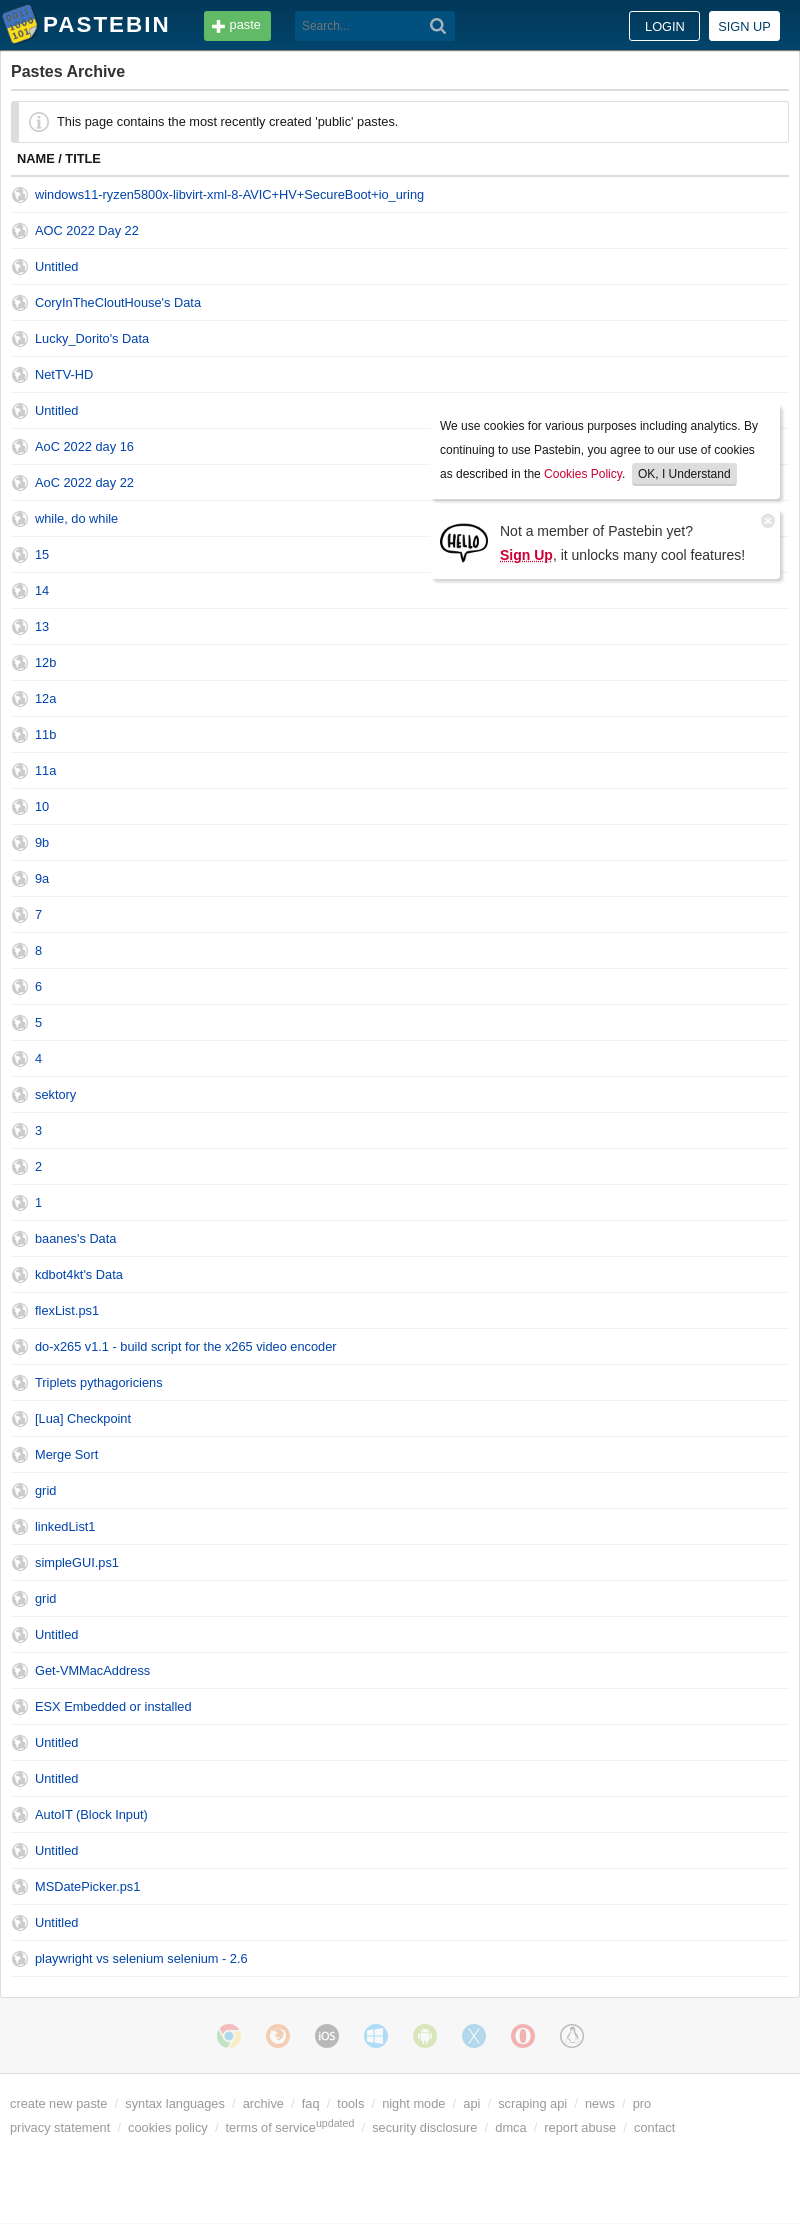 PASTEBIN paste Search... LOGIN SIGN UP
Pastes Archive
This page contains the most recently created 'public' pastes.
NAME / TITLE
windows11-ryzen5800x-libvirt-xml-8-AVIC+HV+SecureBoot+io_uring
AOC 2022 Day 22
Untitled
CoryInTheCloutHouse's Data
Lucky_Dorito's Data
NetTV-HD
Untitled
AoC 2022 day 16
AoC 2022 day 22
while, do while
15
14
13
12b
12a
11b
11a
10
9b
9a
7
8
6
5
4
sektory
3
2
1
baanes's Data
kdbot4kt's Data
flexList.ps1
do-x265 v1.1 - build script for the x265 video encoder
Triplets pythagoriciens
[Lua] Checkpoint
Merge Sort
grid
linkedList1
simpleGUI.ps1
grid
Untitled
Get-VMMacAddress
ESX Embedded or installed
Untitled
Untitled
AutoIT (Block Input)
Untitled
MSDatePicker.ps1
Untitled
playwright vs selenium selenium - 2.6
We use cookies for various purposes including analytics. By
continuing to use Pastebin, you agree to our use of cookies
as described in the Cookies Policy. OK, I Understand
HELLO
Not a member of Pastebin yet?
Sign Up, it unlocks many cool features!
iOS
create new paste / syntax languages / archive / faq / tools / night mode / api / scraping api / news / pro
privacy statement / cookies policy / terms of serviceupdated / security disclosure / dmca / report abuse / contact